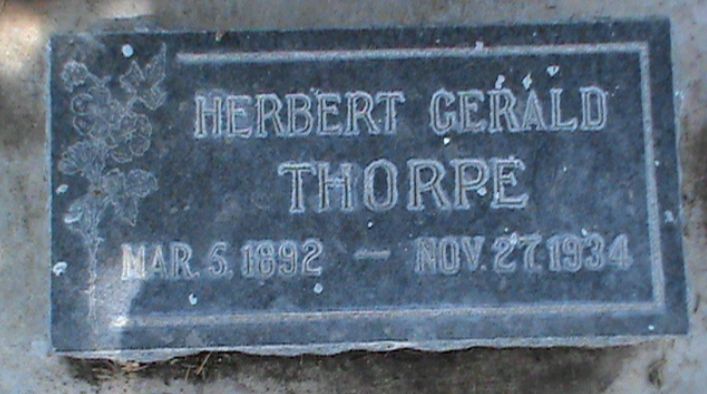 HERBERT GERALD
THORPE
MAR. 5, 1892 — NOV. 27, 1934